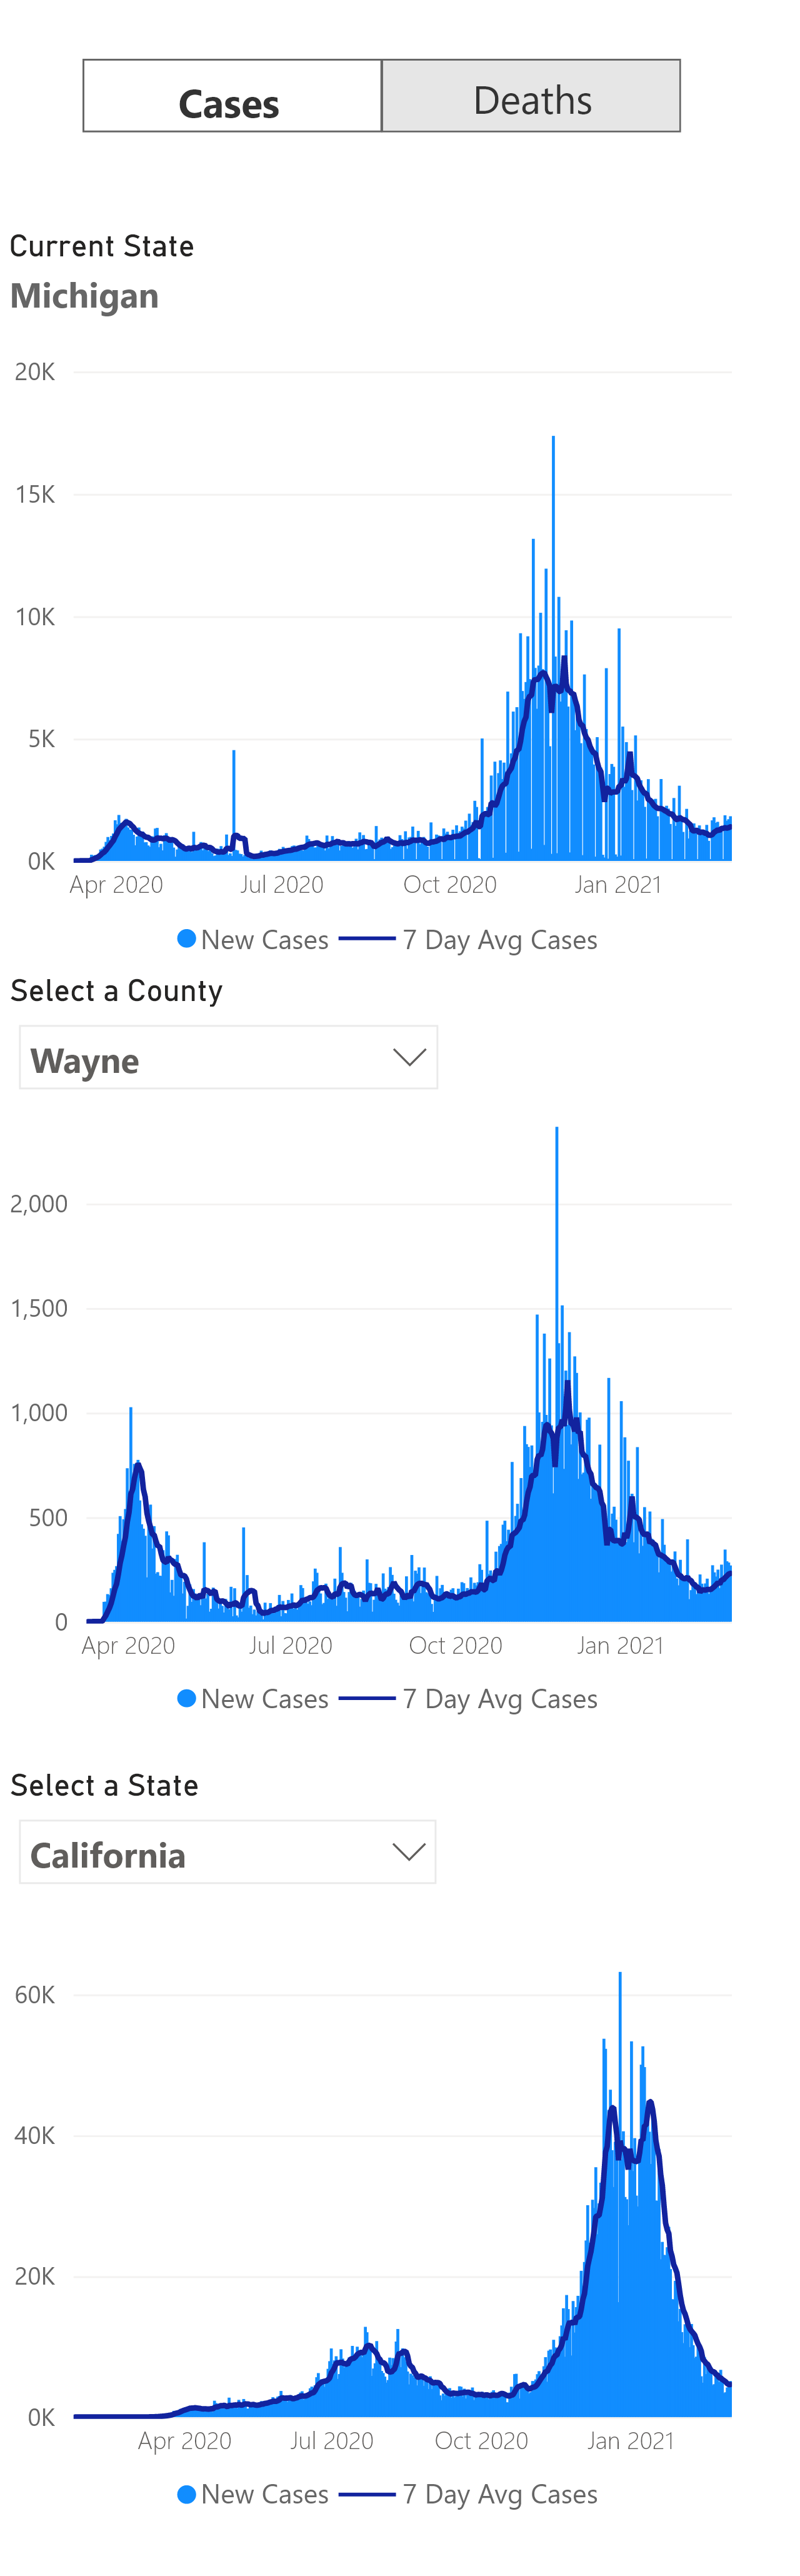 Cases Deaths
Current State
Michigan
20K
15K
10K
5K
0K
Apr 2020 Jul 2020 Oct 2020 Jan 2021
New Cases 7 Day Avg Cases
Select a County
Wayne
2,000
1,500
1,000
500
0
Apr 2020 Jul 2020 Oct 2020 Jan 2021
New Cases 7 Day Avg Cases
Select a State
California
60K
40K
20K
0K
Apr 2020 Jul 2020 Oct 2020 Jan 2021
New Cases 7 Day Avg Cases